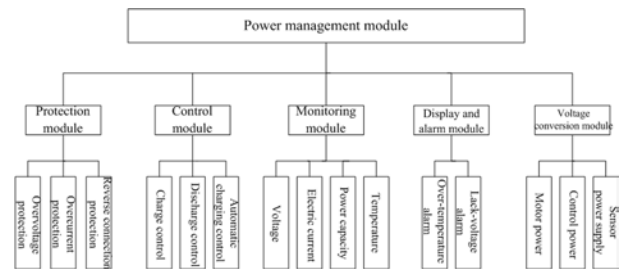 Power management module
Protection
module
Control
module
Monitoring
module
Display and
alarm module
Voltage
conversion module
Overvoltage
protection
Overcurrent
protection
Reverse connection
protection
Charge control
Discharge control
Automatic
charging control
Voltage
Electric current
Power capacity
Temperature
Over-temperature
alarm
Lack-voltage
alarm
Motor power
Control power
Sensor
power supply